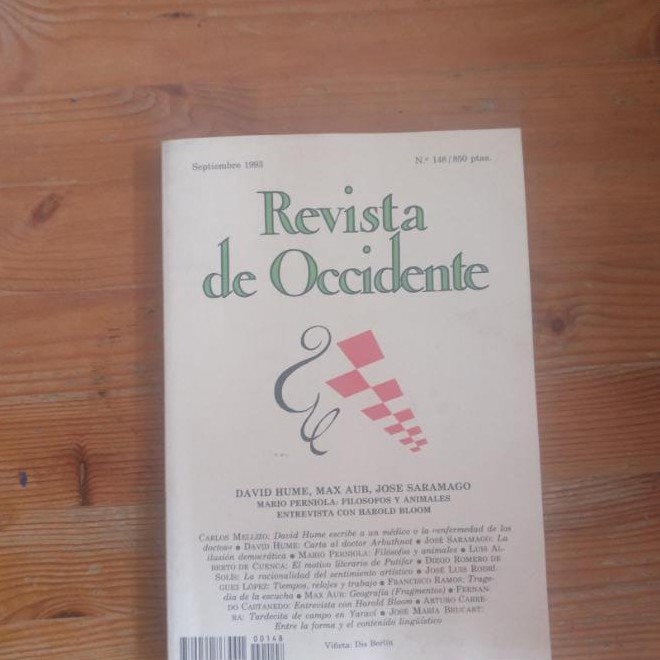 Septiembre 1993
N.º 148 / 850 ptas.
Revista
de Occidente
DAVID HUME, MAX AUB, JOSE SARAMAGO
MARIO PERNIOLA: FILOSOFOS Y ANIMALES
ENTREVISTA CON HAROLD BLOOM
CARLOS MELLIZO: David Hume escribe a un médico o la «enfermedad de los
doctos» ● DAVID HUME: Carta al doctor Arbuthnot ● JOSÉ SARAMAGO: La
ilusión democrática ● MARIO PERNIOLA: Filósofos y animales ● LUIS AL-
BERTO DE CUENCA: El motivo literario de Putifar ● DIEGO ROMERO DE
SOLÍS: La racionalidad del sentimiento artístico ● JOSÉ LUIS RODRÍ-
GUEZ LÓPEZ: Tiempos, relojes y trabajo ● FRANCISCO RAMOS: Trage-
dia de la escucha ● MAX AUB: Geografía (Fragmentos) ● FERNAN-
DO CASTANEDO: Entrevista con Harold Bloom ● ARTURO CARRE-
RA: Tardecita de campo en Yaraví ● JOSÉ MARÍA BRUCART:
Entre la forma y el contenido lingüístico
00148
Viñeta: Dis Berlin